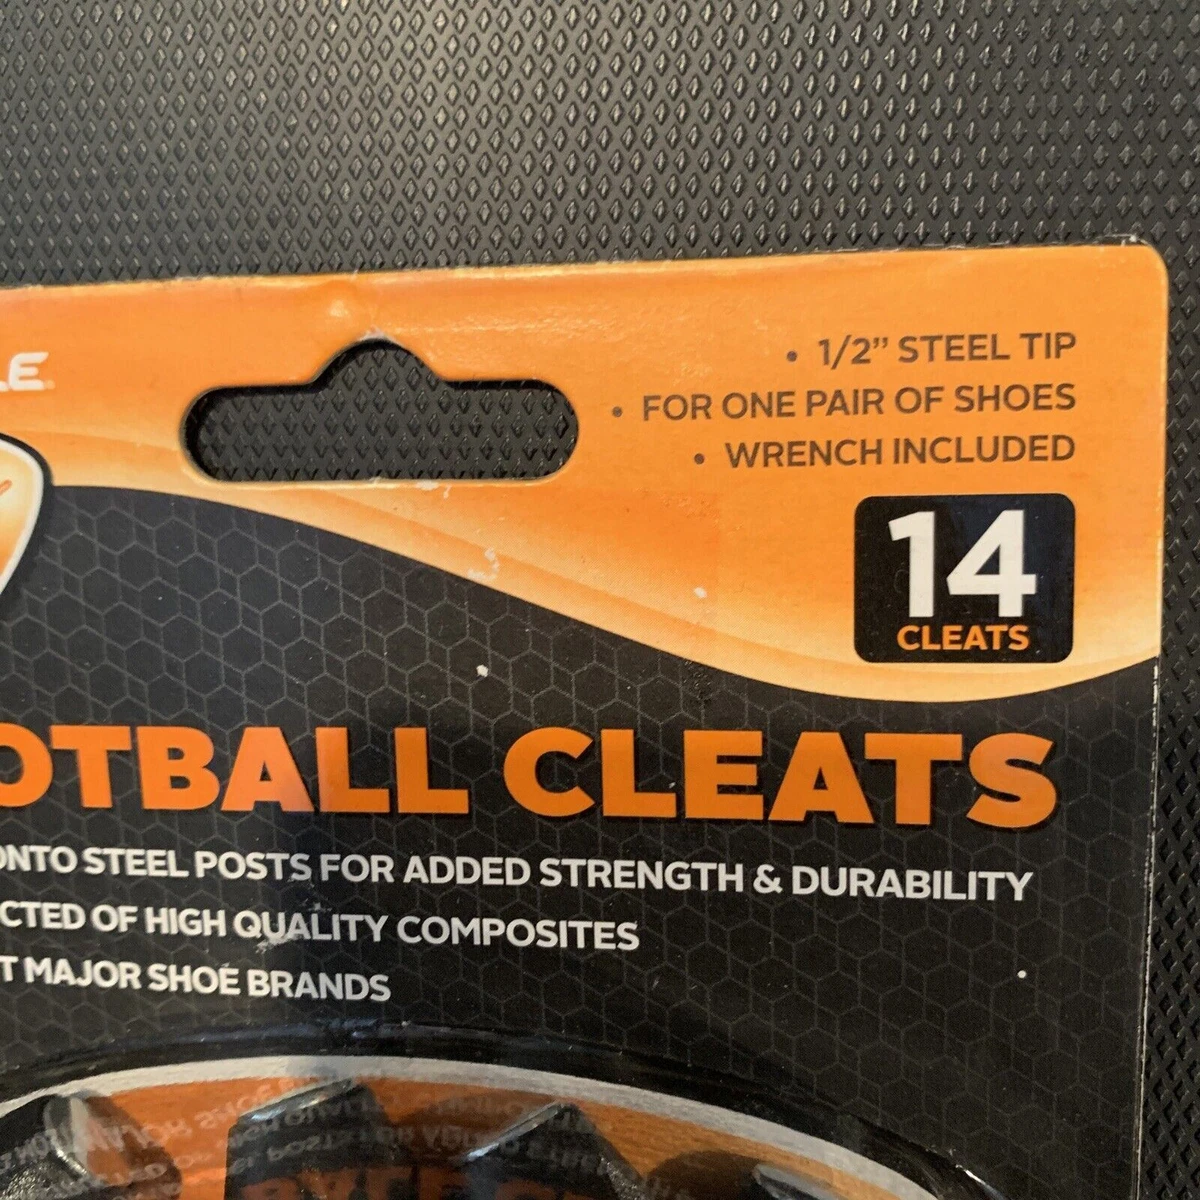 LE
• 1/2” STEEL TIP
• FOR ONE PAIR OF SHOES
• WRENCH INCLUDED
14
CLEATS
OTBALL CLEATS
ONTO STEEL POSTS FOR ADDED STRENGTH & DURABILITY
CTED OF HIGH QUALITY COMPOSITES
T MAJOR SHOE BRANDS